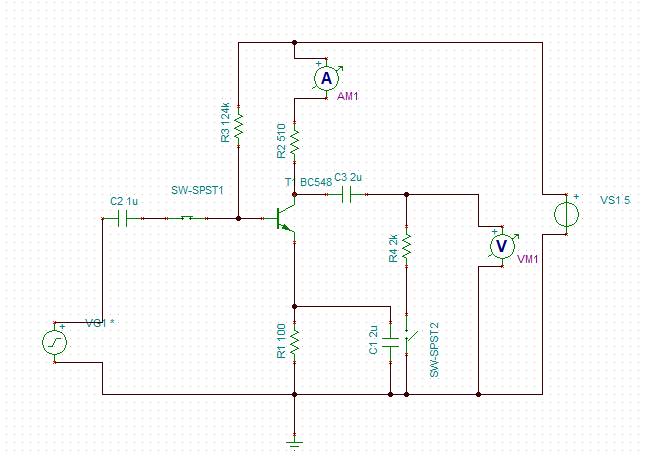 +
A
AM1
R3 124k
R2 510
SW-SPST1
C2 1u
T1 BC548
C3 2u
+
VS1 5
R4 2k
+
V
VM1
+
VG1 *
R1 100
C1 2u
SW-SPST2